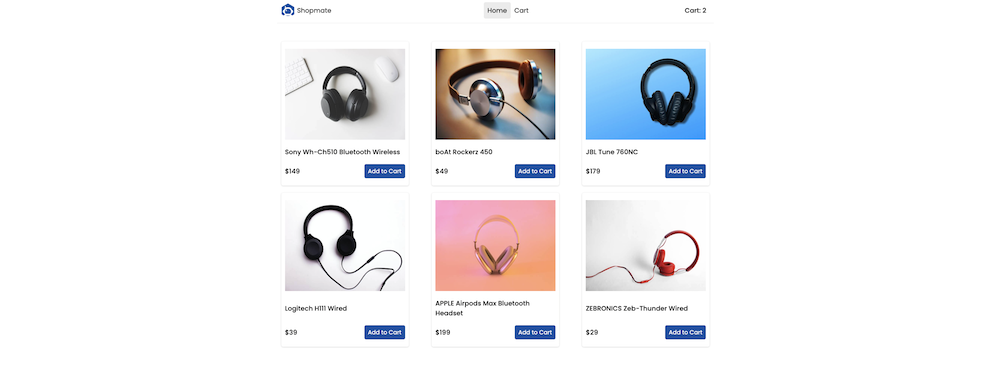 Shopmate
Home Cart
Cart: 2
Sony Wh-Ch510 Bluetooth Wireless
$149 Add to Cart
boAt Rockerz 450
$49 Add to Cart
JBL Tune 760NC
$179 Add to Cart
Logitech H111 Wired
$39 Add to Cart
APPLE Airpods Max Bluetooth
Headset
$199 Add to Cart
ZEBRONICS Zeb-Thunder Wired
$29 Add to Cart